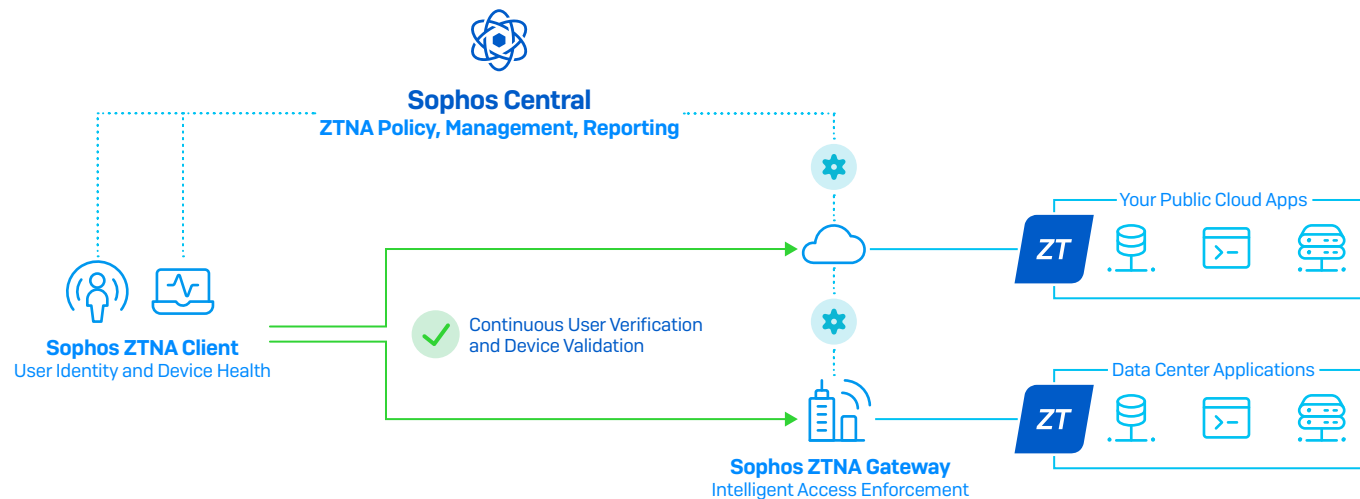 Sophos Central
ZTNA Policy, Management, Reporting
Your Public Cloud Apps
ZT
Continuous User Verification
and Device Validation
Sophos ZTNA Client
User Identity and Device Health
Data Center Applications
ZT
Sophos ZTNA Gateway
Intelligent Access Enforcement